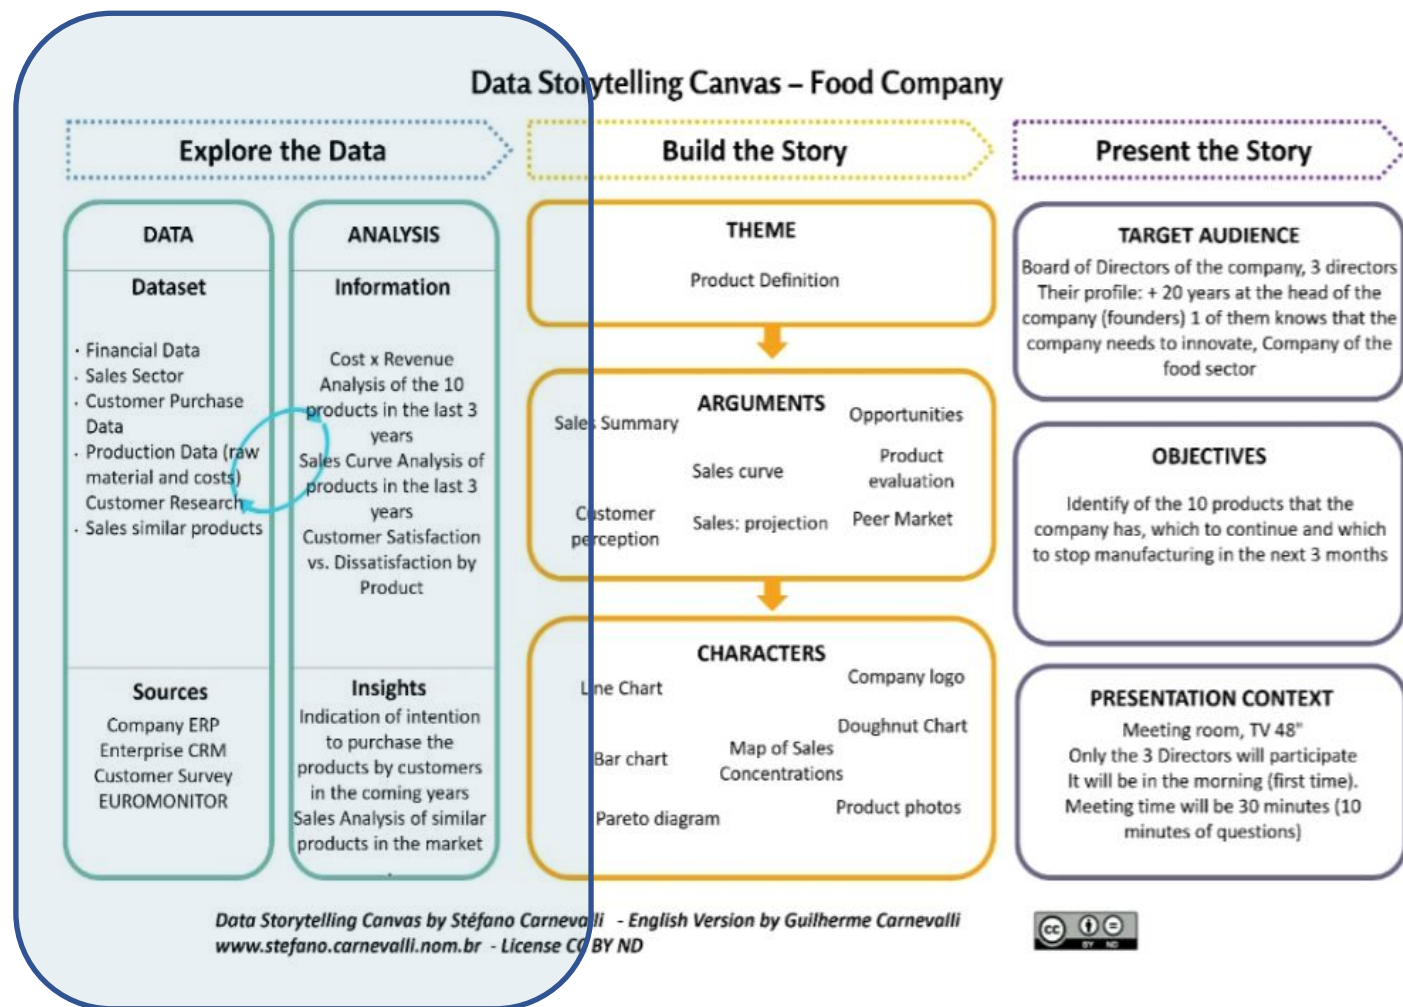 Data Storytelling Canvas – Food Company
Explore the Data
Build the Story
Present the Story
DATA
Dataset
· Financial Data
· Sales Sector
· Customer Purchase
Data
· Production Data (raw
material and costs)
Customer Research
· Sales similar products
Sources
Company ERP
Enterprise CRM
Customer Survey
EUROMONITOR
ANALYSIS
Information
Cost x Revenue
Analysis of the 10
products in the last 3
years
Sales Curve Analysis of
products in the last 3
years
Customer Satisfaction
vs. Dissatisfaction by
Product
Insights
Indication of intention
to purchase the
products by customers
in the coming years
Sales Analysis of similar
products in the market
.
THEME
Product Definition
ARGUMENTS
Sales Summary
Opportunities
Sales curve
Product
evaluation
Customer
perception
Sales: projection
Peer Market
CHARACTERS
Line Chart
Company logo
Doughnut Chart
Bar chart
Map of Sales
Concentrations
Pareto diagram
Product photos
TARGET AUDIENCE
Board of Directors of the company, 3 directors
Their profile: + 20 years at the head of the
company (founders) 1 of them knows that the
company needs to innovate, Company of the
food sector
OBJECTIVES
Identify of the 10 products that the
company has, which to continue and which
to stop manufacturing in the next 3 months
PRESENTATION CONTEXT
Meeting room, TV 48"
Only the 3 Directors will participate
It will be in the morning (first time).
Meeting time will be 30 minutes (10
minutes of questions)
Data Storytelling Canvas by Stéfano Carnevalli - English Version by Guilherme Carnevalli
www.stefano.carnevalli.nom.br - License CC BY ND
cc
BY ND